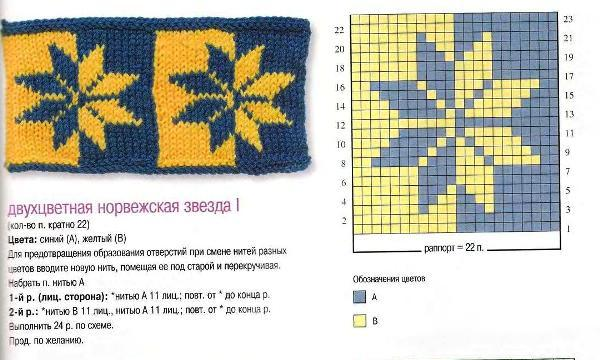 двухцветная норвежская звезда I
(кол-во п. кратно 22)
Цвета: синий (А), желтый (В)
Для предотвращения образования отверстий при смене нитей разных
цветов вводите новую нить, помещая ее под старой и перекручивая.
Набрать п. нитью А
1-й р. (лиц. сторона): *нитью А 11 лиц.; повт. от * до конца р.
2-й р.: *нитью В 11 лиц., нитью А 11 лиц.; повт. от * до конца р.
Выполнить 24 р. по схеме.
Прод. по желанию.
22
20
18
16
14
12
10
8
6
4
2
23
21
19
17
15
13
11
9
7
5
3
1
раппорт = 22 п.
Обозначения цветов
А
В